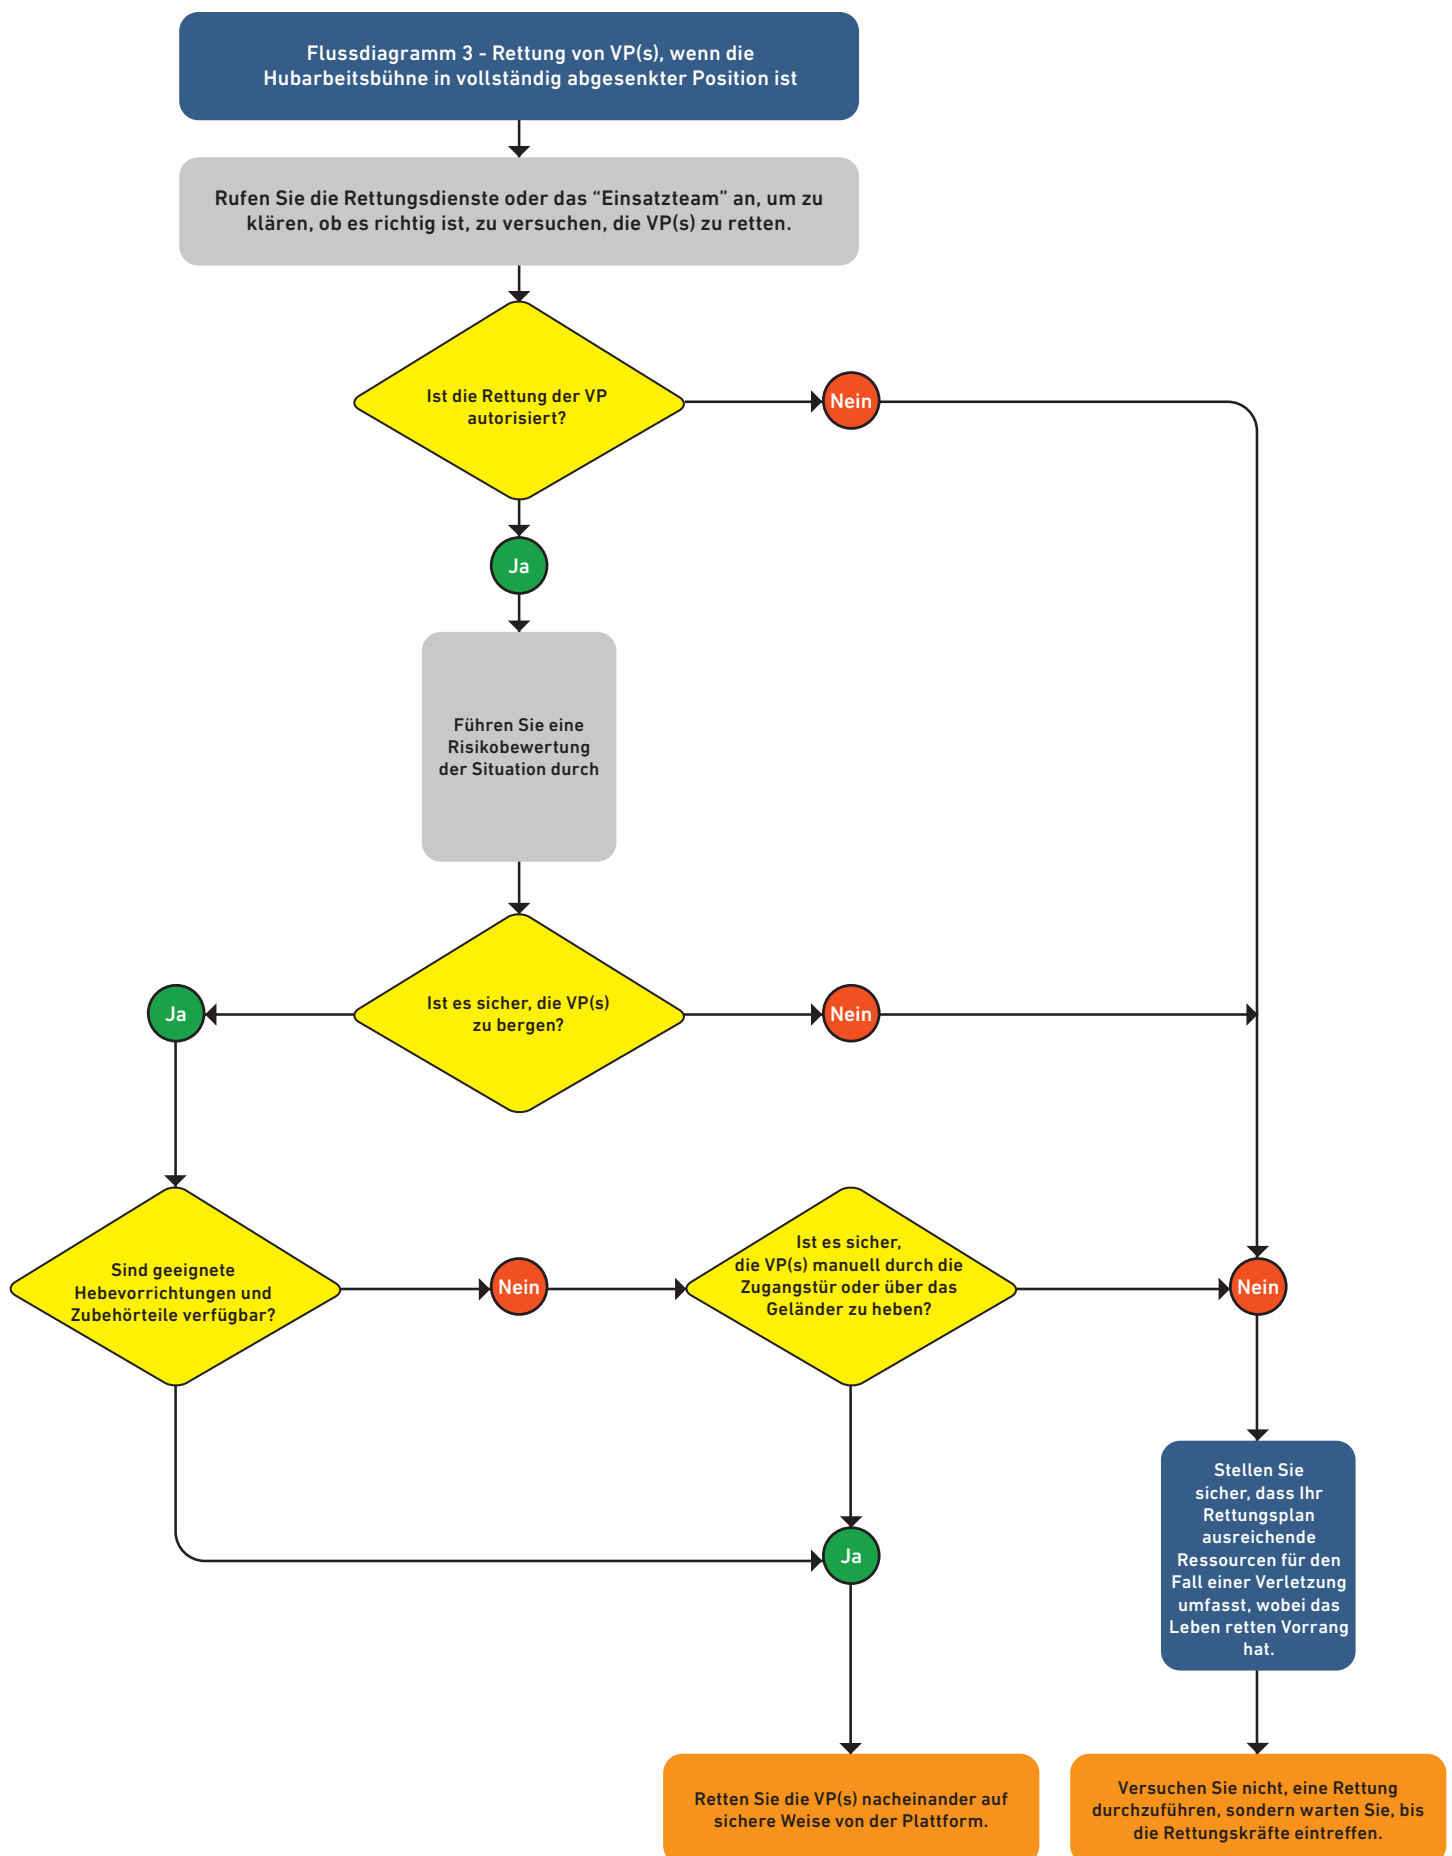 Flussdiagramm 3 - Rettung von VP(s), wenn die
Hubarbeitsbühne in vollständig abgesenkter Position ist
Rufen Sie die Rettungsdienste oder das “Einsatzteam” an, um zu
klären, ob es richtig ist, zu versuchen, die VP(s) zu retten.
Ist die Rettung der VP
autorisiert?
Nein
Ja
Führen Sie eine
Risikobewertung
der Situation durch
Ist es sicher, die VP(s)
zu bergen?
Ja
Nein
Sind geeignete
Hebevorrichtungen und
Zubehörteile verfügbar?
Nein
Ist es sicher,
die VP(s) manuell durch die
Zugangstür oder über das
Geländer zu heben?
Nein
Ja
Stellen Sie
sicher, dass Ihr
Rettungsplan
ausreichende
Ressourcen für den
Fall einer Verletzung
umfasst, wobei das
Leben retten Vorrang
hat.
Retten Sie die VP(s) nacheinander auf
sichere Weise von der Plattform.
Versuchen Sie nicht, eine Rettung
durchzuführen, sondern warten Sie, bis
die Rettungskräfte eintreffen.